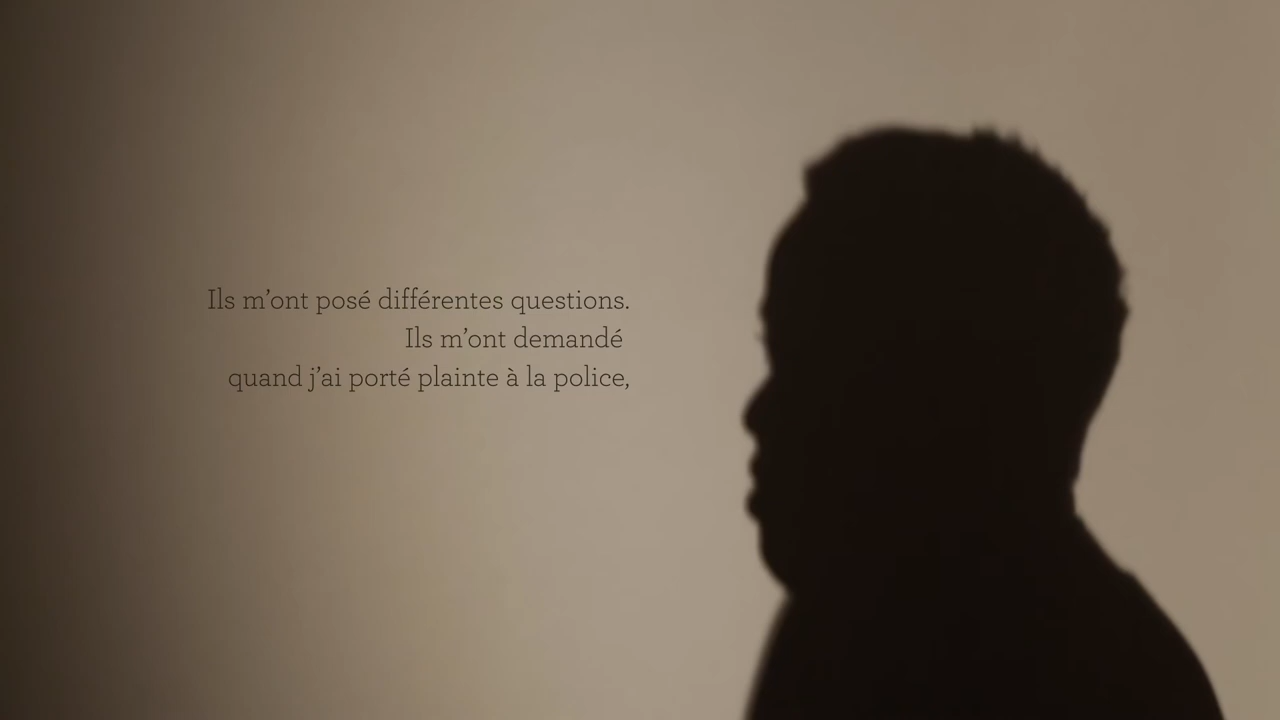 Ils m’ont posé différentes questions.
Ils m’ont demandé
quand j’ai porté plainte à la police,